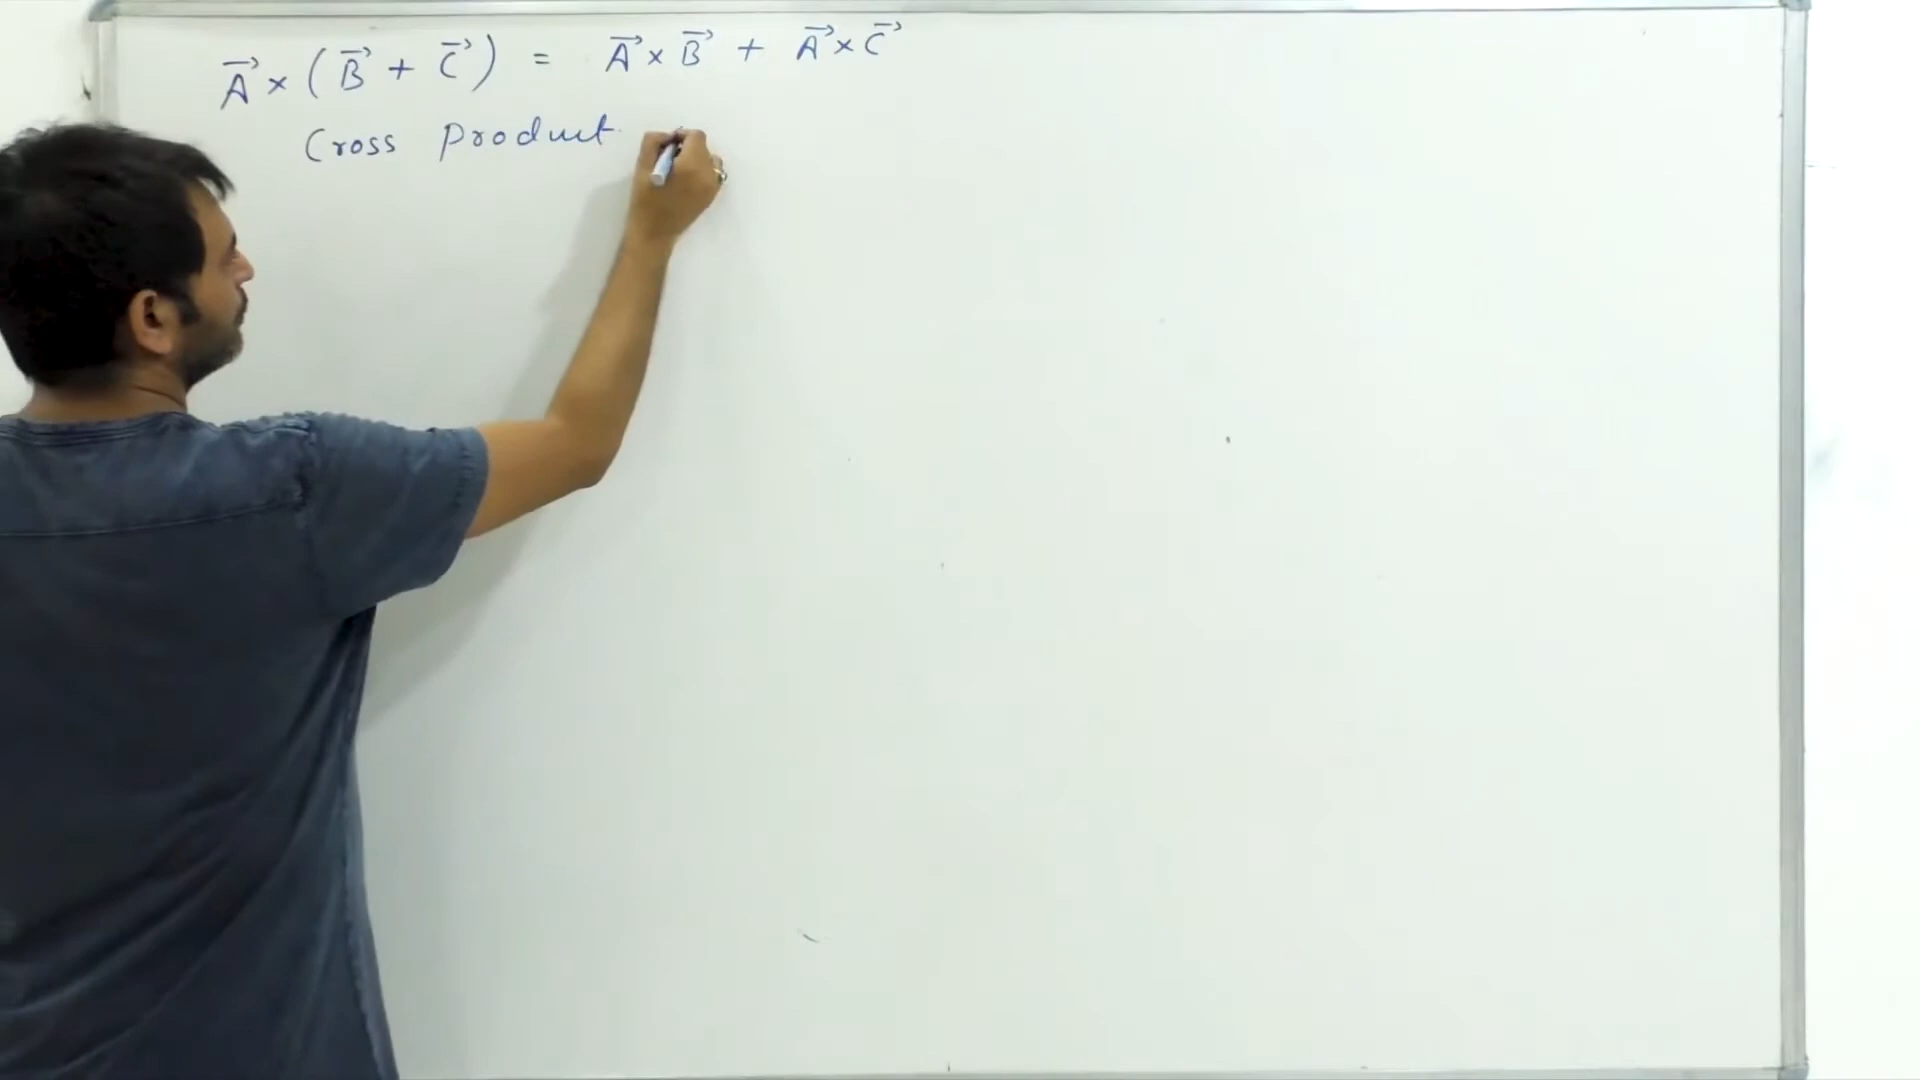 A⃗ × ( B⃗ + C⃗ ) = A⃗ × B⃗ + A⃗ × C⃗
Cross Product